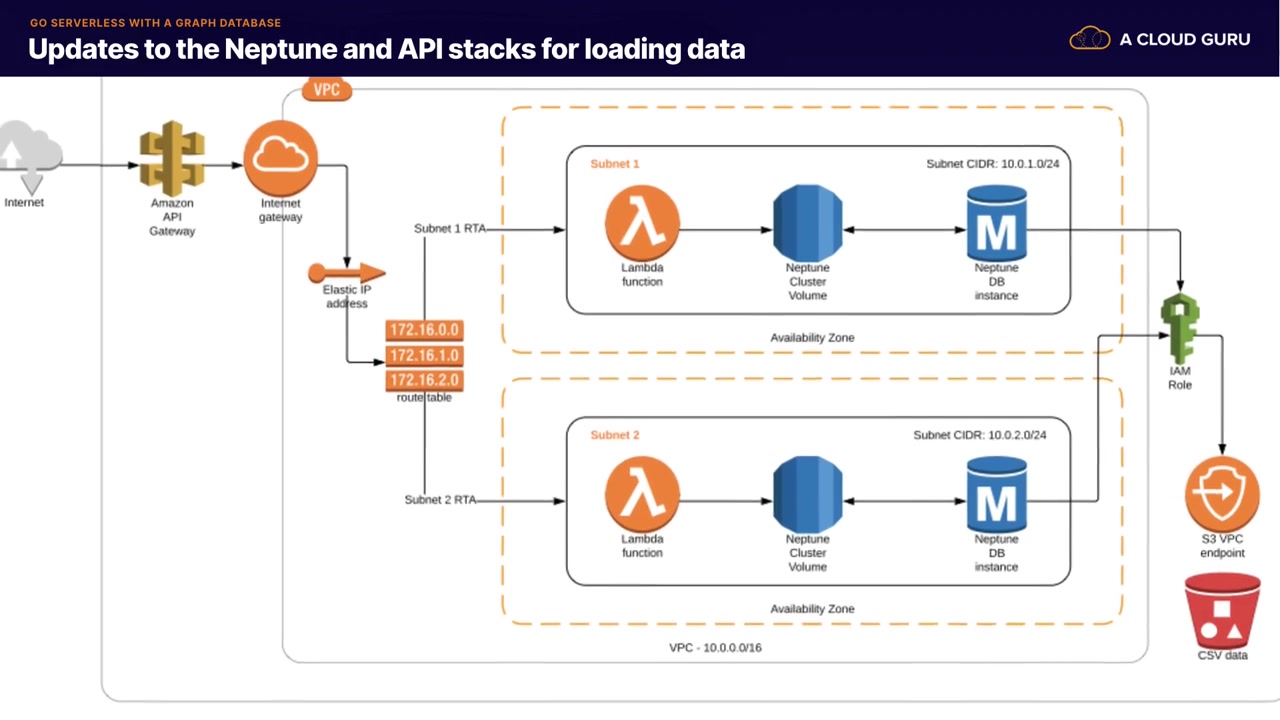 GO SERVERLESS WITH A GRAPH DATABASE
Updates to the Neptune and API stacks for loading data
A CLOUD GURU
VPC
Internet
Amazon
API
Gateway
Internet
gateway
Elastic IP
address
172.16.0.0
172.16.1.0
172.16.2.0
route table
Subnet 1 RTA
Subnet 2 RTA
Subnet 1
Subnet CIDR: 10.0.1.0/24
Lambda
function
Neptune
Cluster
Volume
M
Neptune
DB
instance
Availability Zone
Subnet 2
Subnet CIDR: 10.0.2.0/24
Lambda
function
Neptune
Cluster
Volume
M
Neptune
DB
instance
Availability Zone
VPC - 10.0.0.0/16
IAM
Role
S3 VPC
endpoint
CSV data